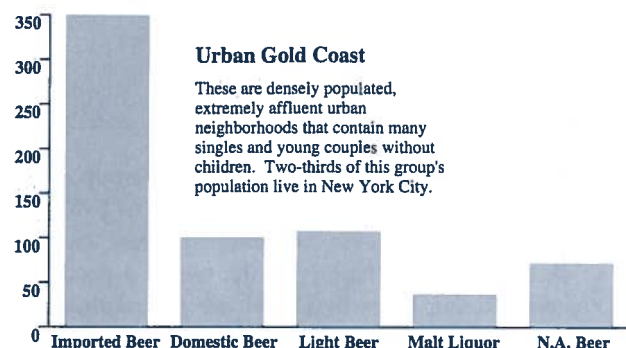 350
300
250
200
150
100
50
0
Urban Gold Coast
These are densely populated,
extremely affluent urban
neighborhoods that contain many
singles and young couples without
children. Two-thirds of this group's
population live in New York City.
Imported Beer Domestic Beer Light Beer Malt Liquor N.A. Beer